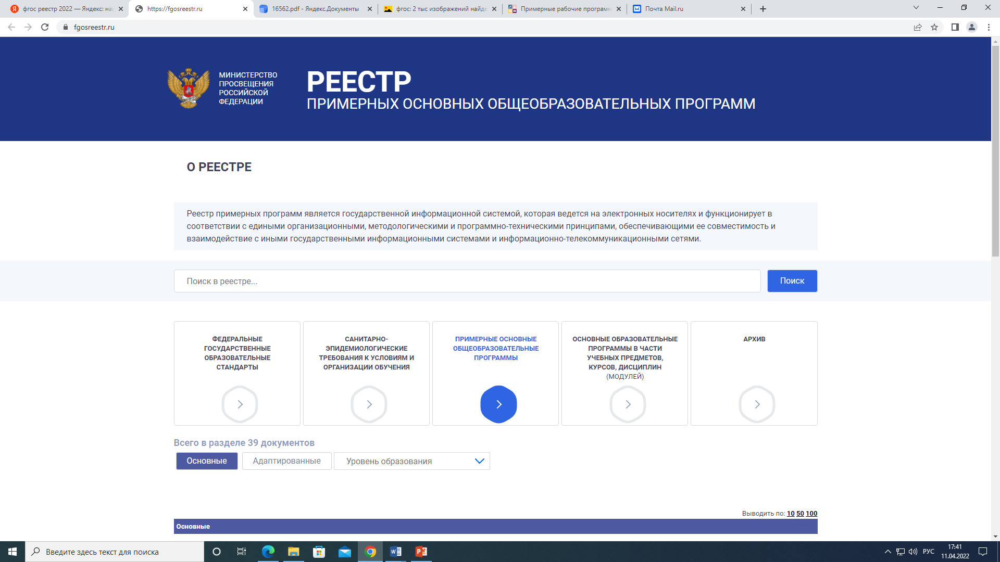 фгос реестр 2022 — Яндекс: на
https://fgosreestr.ru
16562.pdf - Яндекс.Документы
фгос: 2 тыс изображений найде
Примерные рабочие программ
Почта Mail.ru
fgosreestr.ru
МИНИСТЕРСТВО
ПРОСВЕЩЕНИЯ
РОССИЙСКОЙ
ФЕДЕРАЦИИ
РЕЕСТР
ПРИМЕРНЫХ ОСНОВНЫХ ОБЩЕОБРАЗОВАТЕЛЬНЫХ ПРОГРАММ
О РЕЕСТРЕ
Реестр примерных программ является государственной информационной системой, которая ведется на электронных носителях и функционирует в
соответствии с едиными организационными, методологическими и программно-техническими принципами, обеспечивающими ее совместимость и
взаимодействие с иными государственными информационными системами и информационно-телекоммуникационными сетями.
Поиск в реестре...
Поиск
ФЕДЕРАЛЬНЫЕ
ГОСУДАРСТВЕННЫЕ
ОБРАЗОВАТЕЛЬНЫЕ
СТАНДАРТЫ
САНИТАРНО-
ЭПИДЕМИОЛОГИЧЕСКИЕ
ТРЕБОВАНИЯ К УСЛОВИЯМ И
ОРГАНИЗАЦИИ ОБУЧЕНИЯ
ПРИМЕРНЫЕ ОСНОВНЫЕ
ОБЩЕОБРАЗОВАТЕЛЬНЫЕ
ПРОГРАММЫ
ОСНОВНЫЕ ОБРАЗОВАТЕЛЬНЫЕ
ПРОГРАММЫ В ЧАСТИ
УЧЕБНЫХ ПРЕДМЕТОВ,
КУРСОВ, ДИСЦИПЛИН
(МОДУЛЕЙ)
АРХИВ
Всего в разделе 39 документов
Основные
Адаптированные
Уровень образования
Выводить по: 10 50 100
Основные
Введите здесь текст для поиска
РУС
17:41
11.04.2022